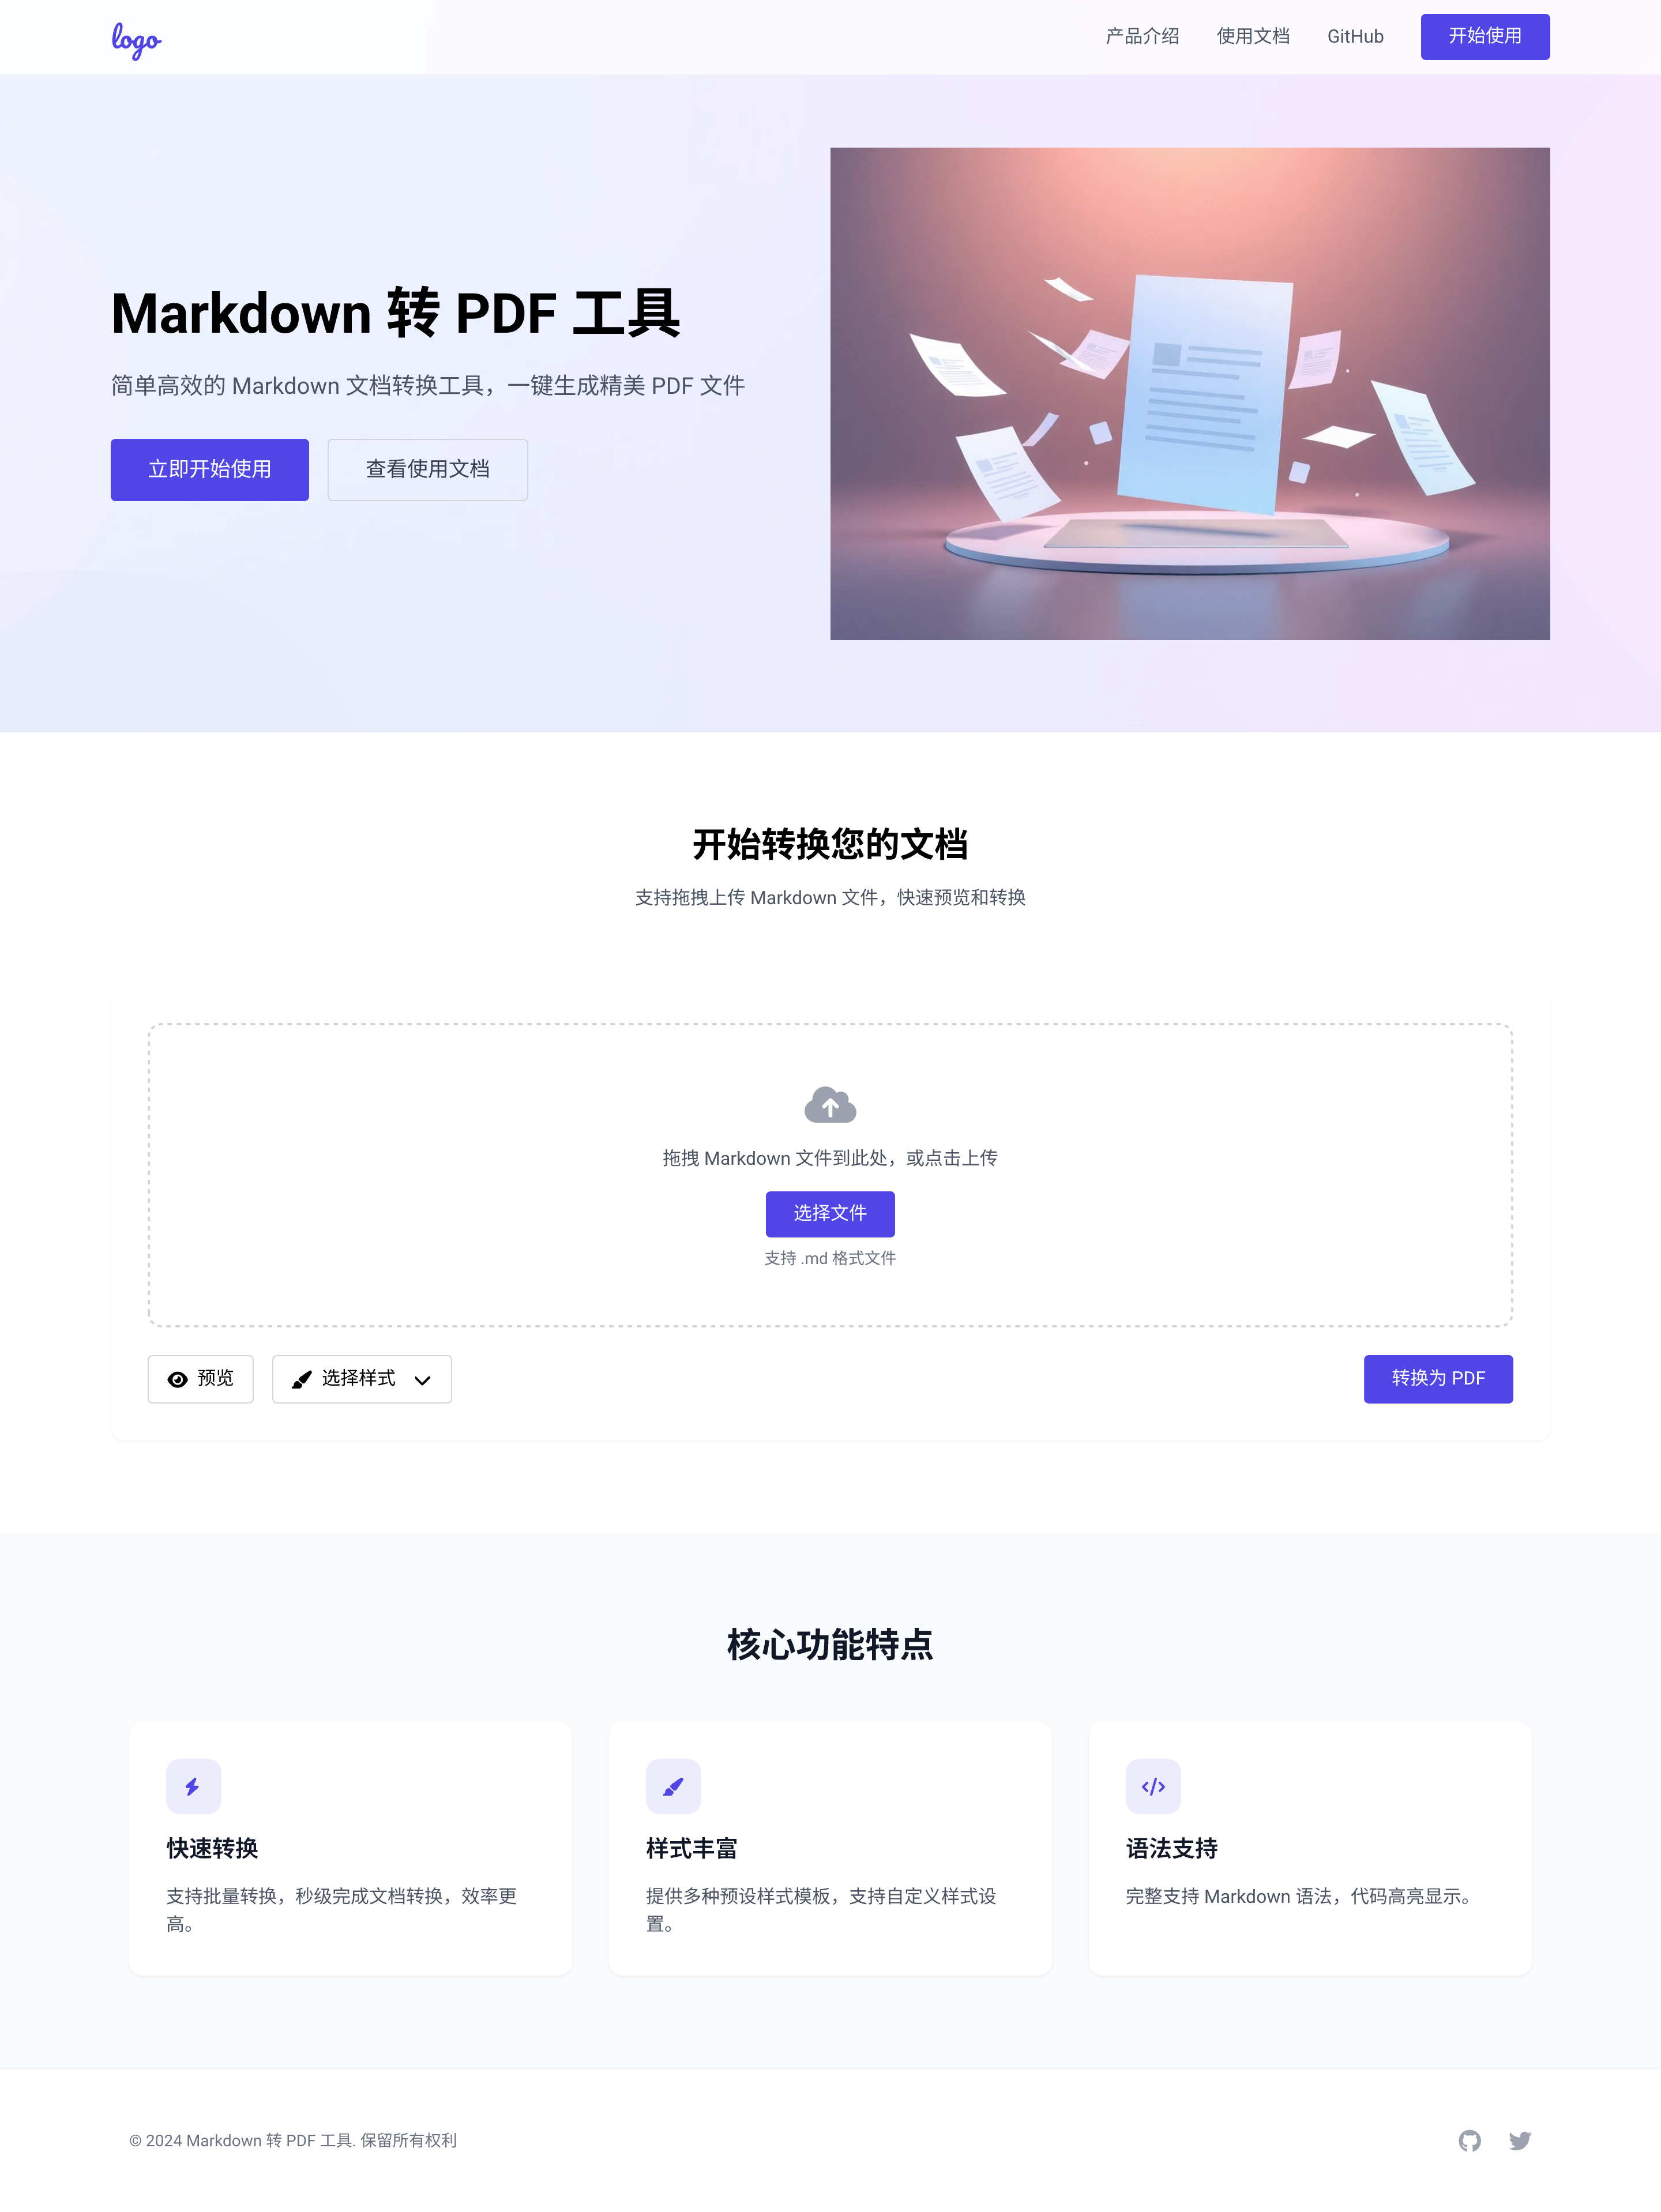 logo
产品介绍 使用文档 GitHub 开始使用
Markdown 转 PDF 工具
简单高效的 Markdown 文档转换工具，一键生成精美 PDF 文件
立即开始使用 查看使用文档
开始转换您的文档
支持拖拽上传 Markdown 文件，快速预览和转换
拖拽 Markdown 文件到此处，或点击上传
选择文件
支持 .md 格式文件
预览 选择样式 转换为 PDF
核心功能特点
快速转换
支持批量转换，秒级完成文档转换，效率更
高。
样式丰富
提供多种预设样式模板，支持自定义样式设
置。
语法支持
完整支持 Markdown 语法，代码高亮显示。
© 2024 Markdown 转 PDF 工具. 保留所有权利